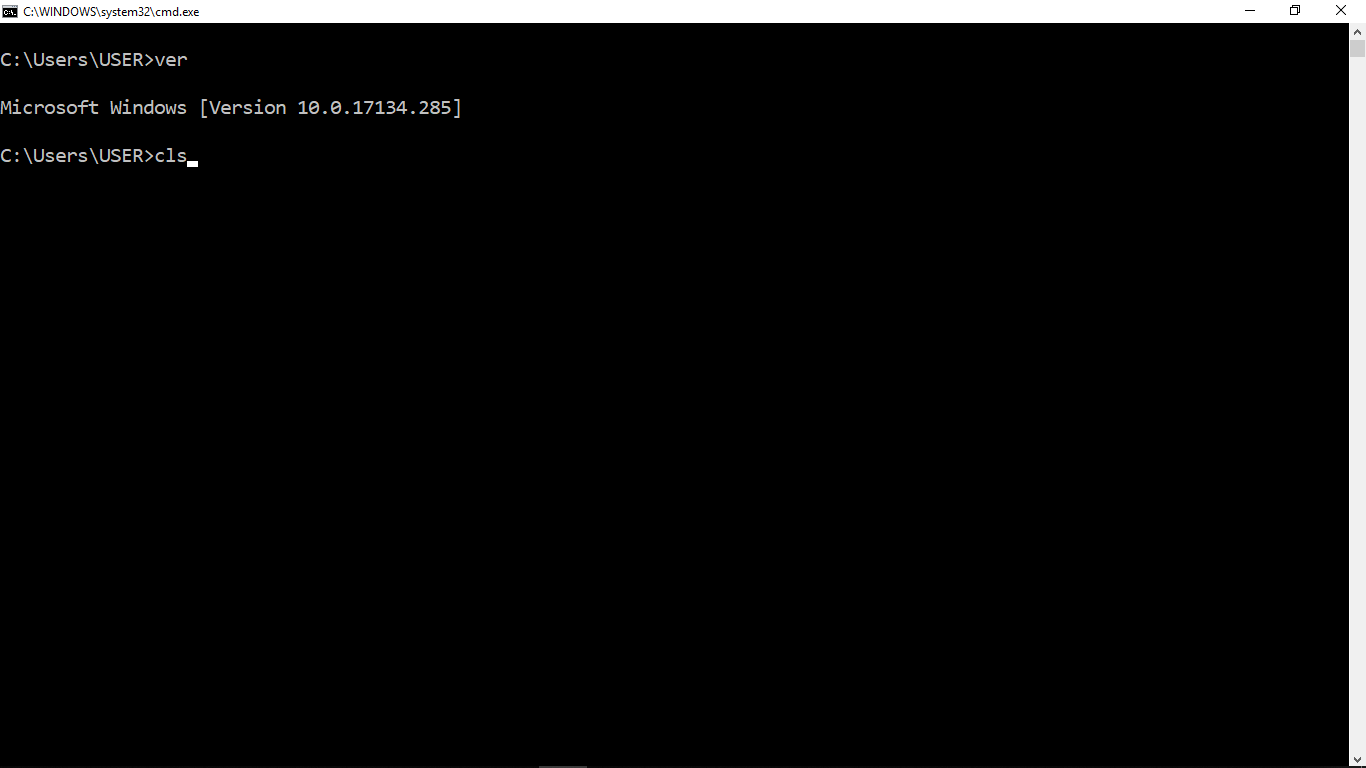 C:\WINDOWS\system32\cmd.exe
C:\Users\USER>ver
Microsoft Windows [Version 10.0.17134.285]
C:\Users\USER>cls